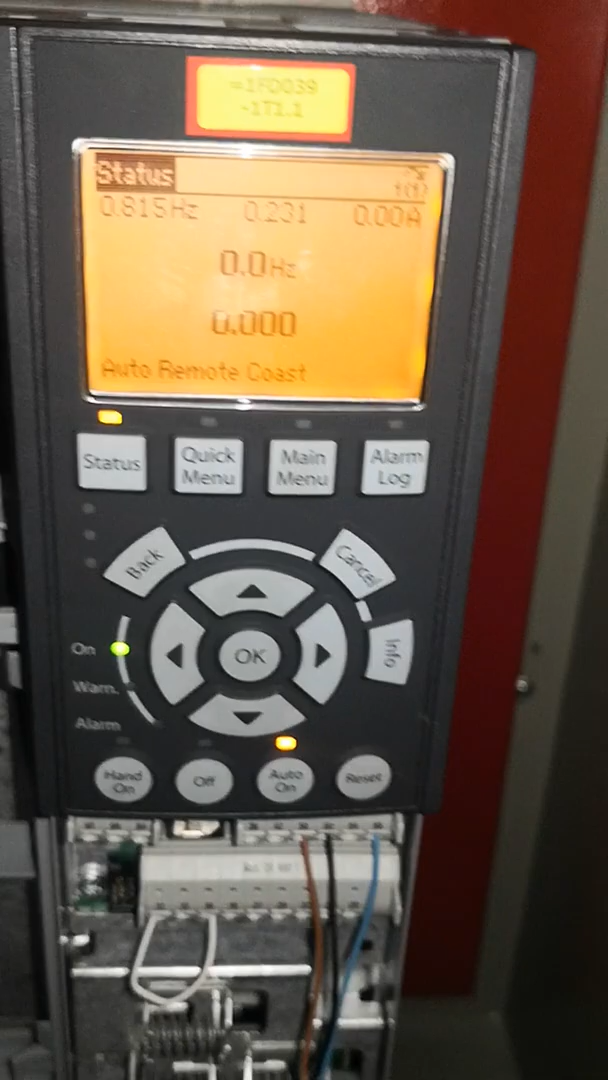 =1FD039
-1T1.1
Status
1(1)
0.815Hz 0.231 0.00A
0.0Hz
0.000
Auto Remote Coast
Status Quick Menu Main Menu Alarm Log
Back Cancel
OK Info
On
Warn.
Alarm
Hand On Off Auto On Reset